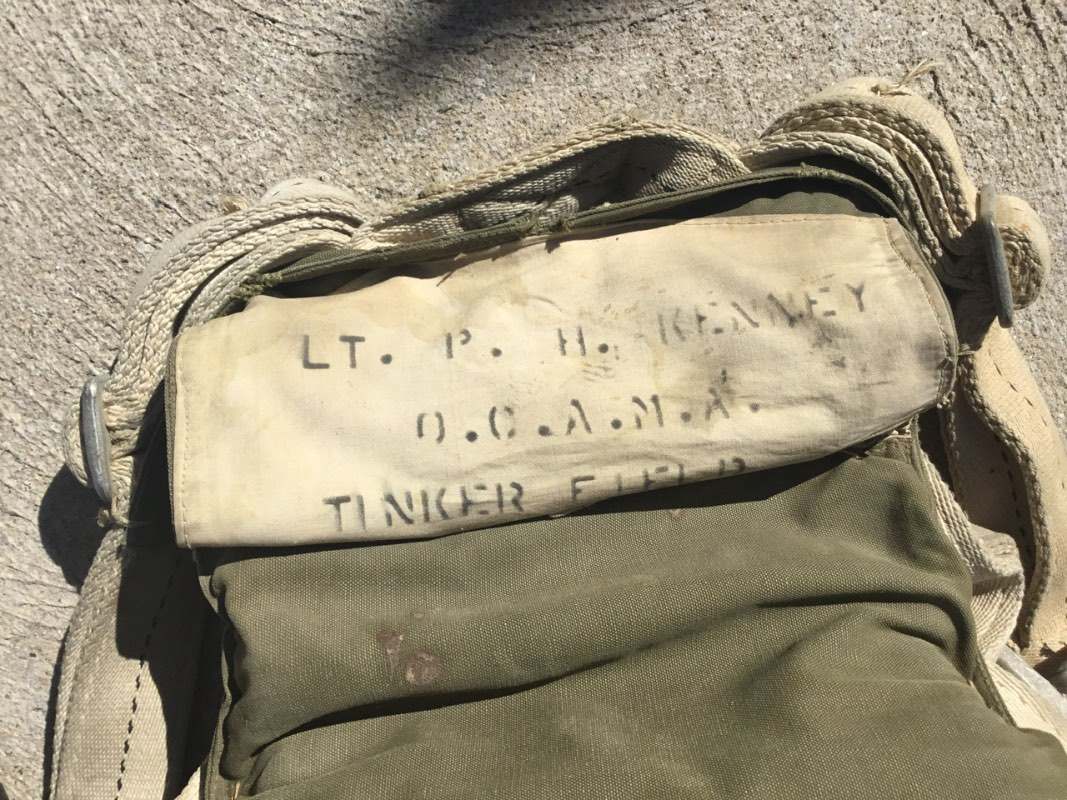 LT. P. H. KENNEY
O.C.A.M.A.
TINKER FIELD